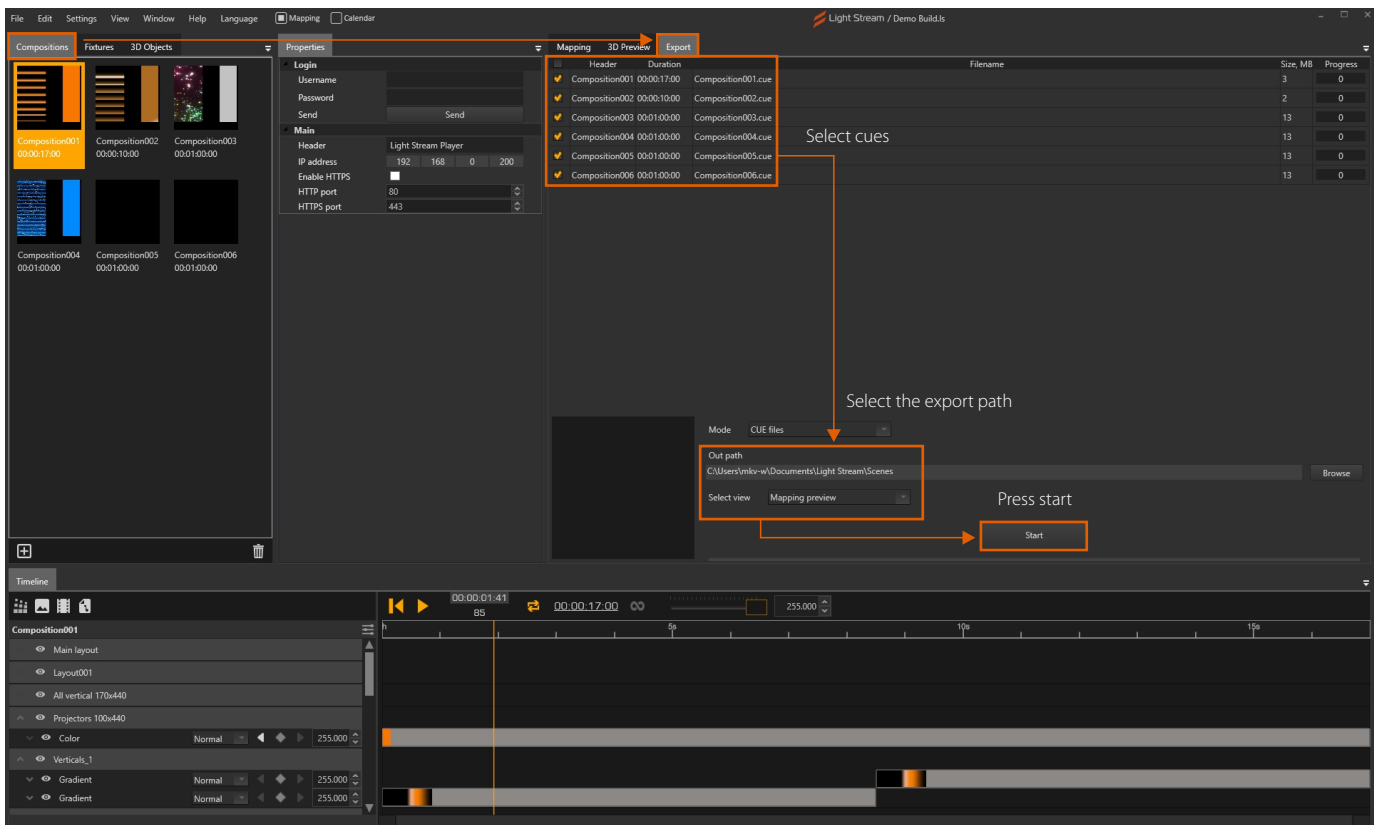 File Edit Settings View Window Help Language Mapping Calendar
Light Stream / Demo Build.ls
Compositions Fixtures 3D Objects
Composition001
00:00:17:00
Composition002
00:00:10:00
Composition003
00:01:00:00
Composition004
00:01:00:00
Composition005
00:01:00:00
Composition006
00:01:00:00
Properties
Login
Username
Password
Send Send
Main
Header Light Stream Player
IP address 192 168 0 200
Enable HTTPS
HTTP port 80
HTTPS port 443
Mapping 3D Preview Export
Header Duration Filename Size, MB Progress
Composition001 00:00:17:00 Composition001.cue 3 0
Composition002 00:00:10:00 Composition002.cue 2 0
Composition003 00:01:00:00 Composition003.cue 13 0
Composition004 00:01:00:00 Composition004.cue 13 0
Composition005 00:01:00:00 Composition005.cue 13 0
Composition006 00:01:00:00 Composition006.cue 13 0
Select cues
Select the export path
Mode CUE files
Out path
C:\Users\mkv-w\Documents\Light Stream\Scenes Browse
Select view Mapping preview
Press start
Start
Timeline
00:00:01:41
85
00:00:17:00
255.000
Composition001
h 5s 10s 15s
Main layout
Layout001
All vertical 170x440
Projectors 100x440
Color Normal 255.000
Verticals_1
Gradient Normal 255.000
Gradient Normal 255.000